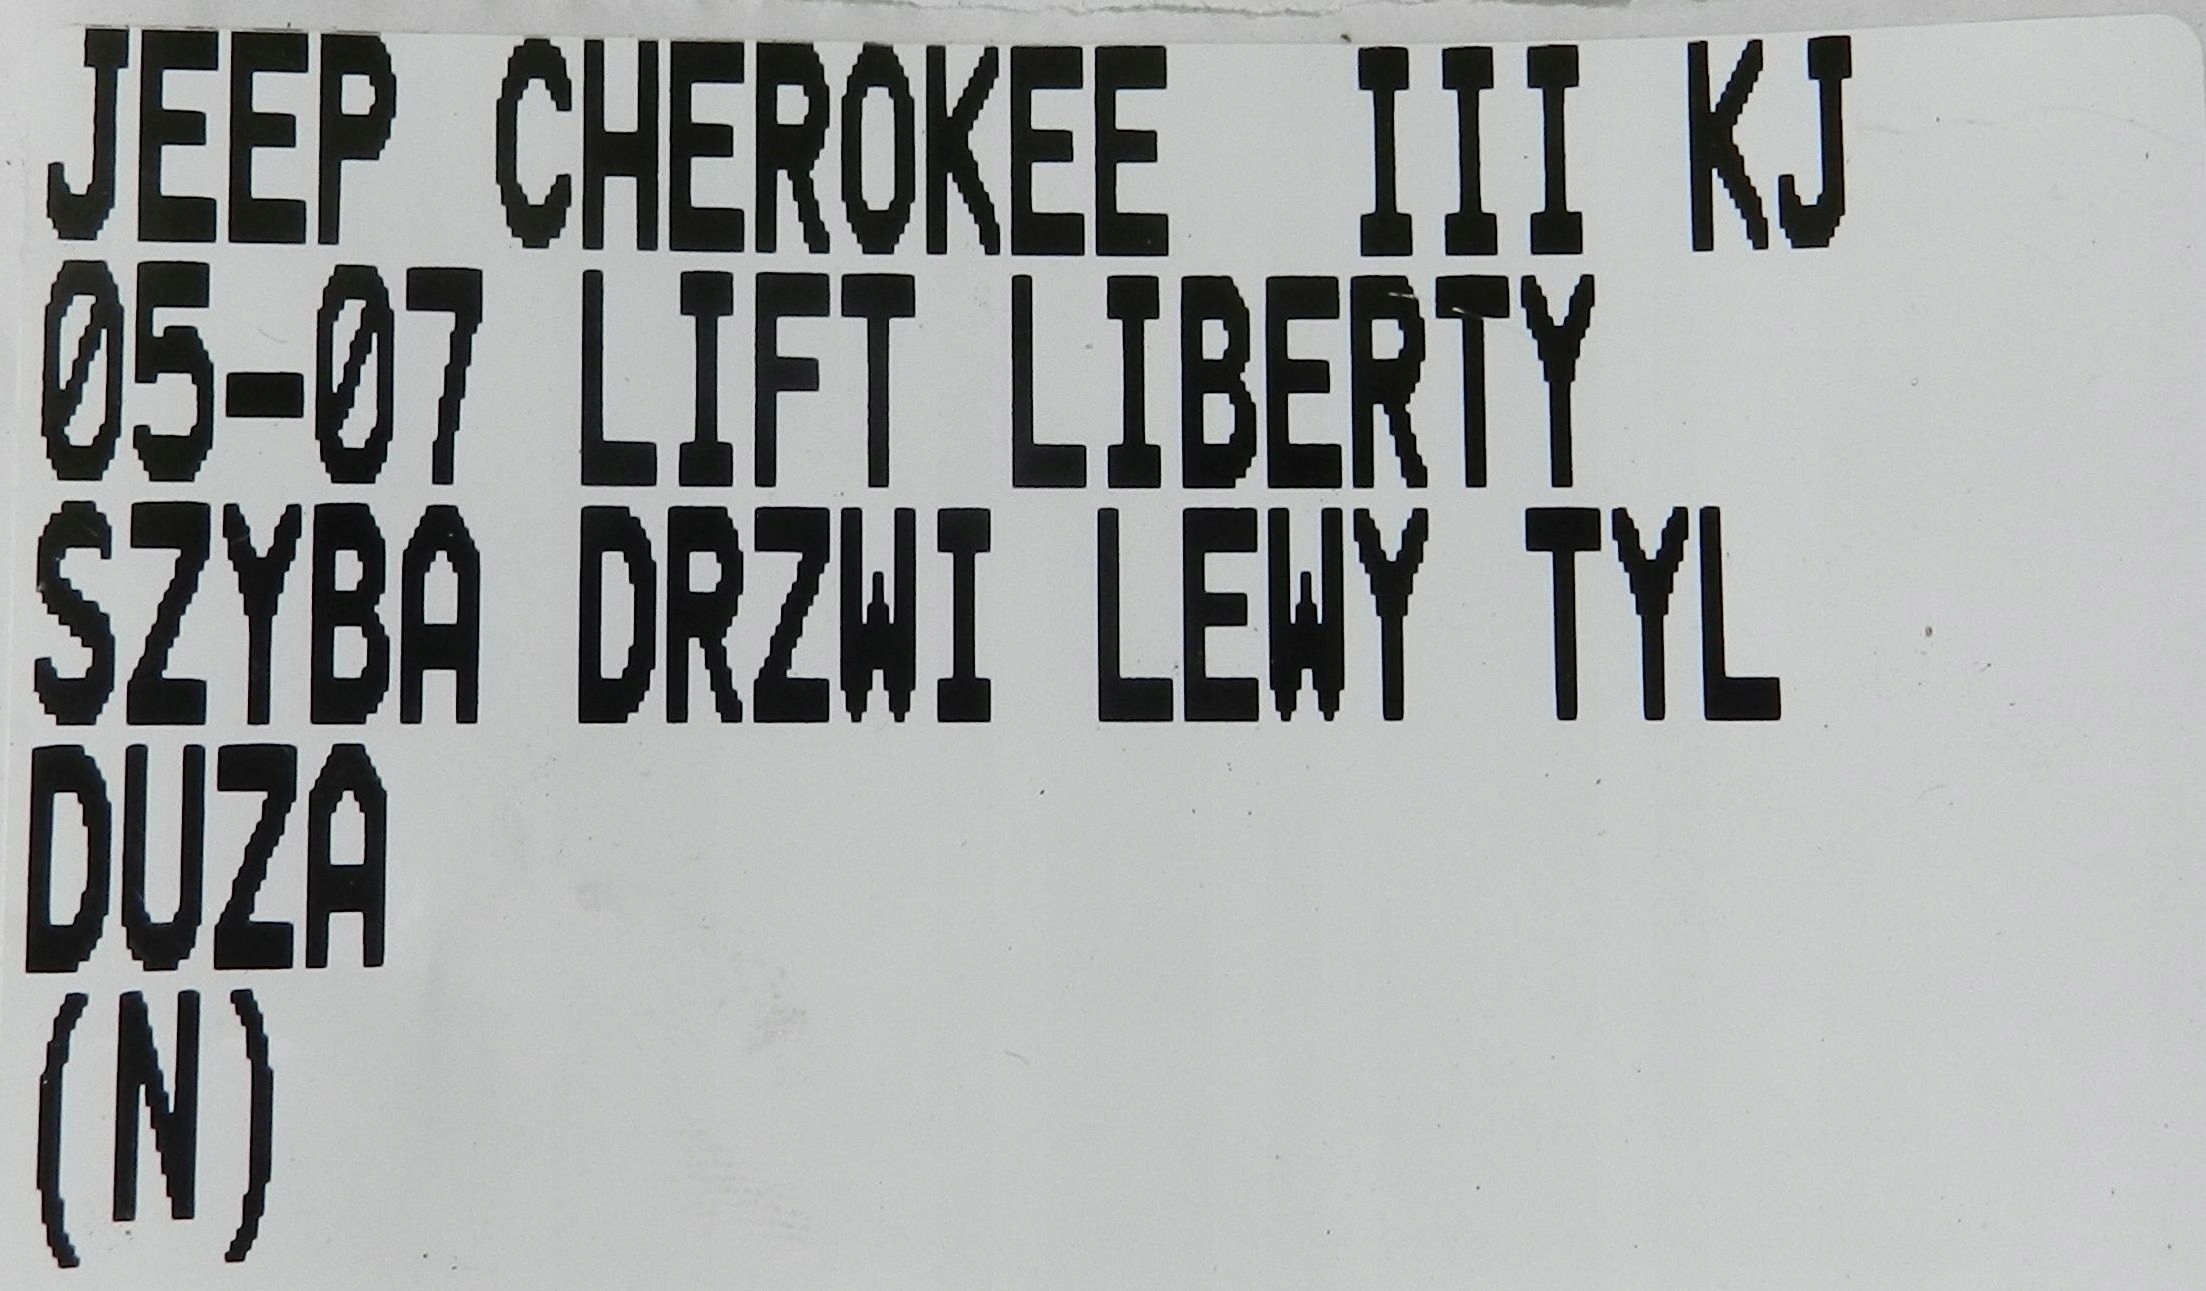 JEEP CHEROKEE III KJ
05-07 LIFT LIBERTY
SZYBA DRZWI LEWY TYL
DUZA
(N)